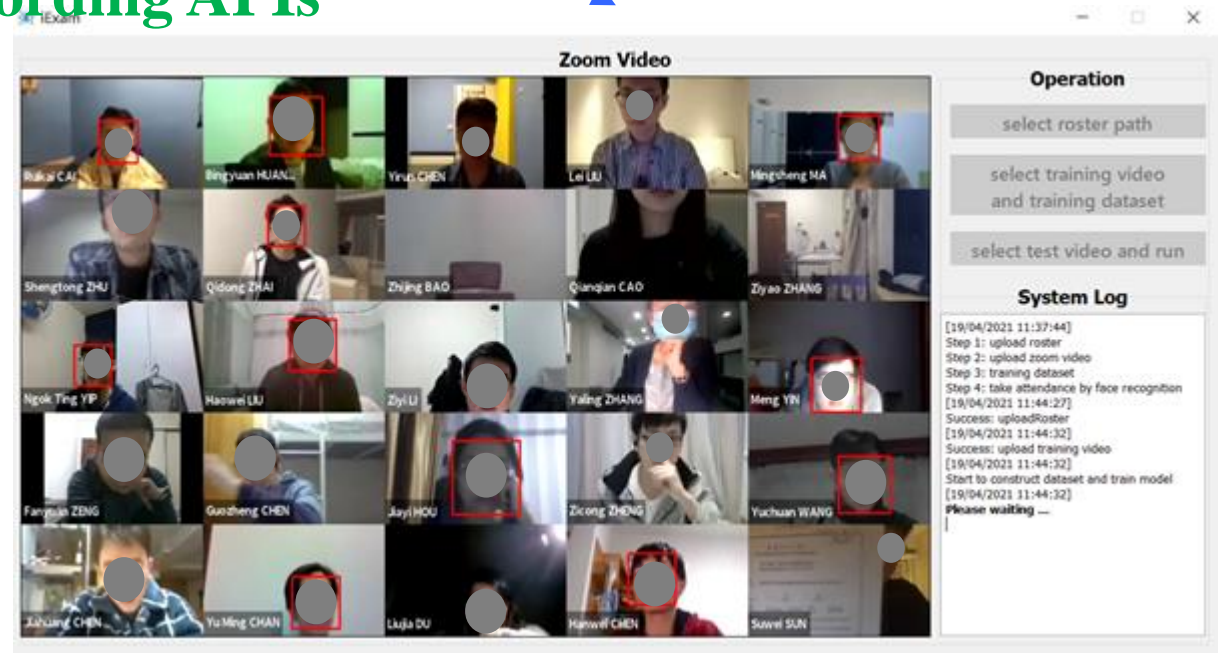 ording APIs
iExam
Zoom Video
Operation
select roster path
select training video
and training dataset
select test video and run
System Log
Ruikai CAI
Bingyuan HUAN...
Yirus CHEN
Lei LIU
Mingsheng MA
Shengtong ZHU
Qidong ZHAI
Zhijing BAO
Qianqian CAO
Ziyao ZHANG
Ngok Ting YIP
Haowei LIU
Ziyi LI
Yaling ZHANG
Meng YIN
ZENG
Guozheng CHEN
Jiayi HOU
Zicong ZHENG
Yuchuan WANG
CHEN
Yu Ming CHAN
Liujia DU
Hanwei CHEN
Suwei SUN
[19/04/2021 11:37:44]
Step 1: upload roster
Step 2: upload zoom video
Step 3: training dataset
Step 4: take attendance by face recognition
[19/04/2021 11:44:27]
Success: uploadRoster
[19/04/2021 11:44:32]
Success: upload training video
[19/04/2021 11:44:32]
Start to construct dataset and train model
[19/04/2021 11:44:32]
Please waiting ...